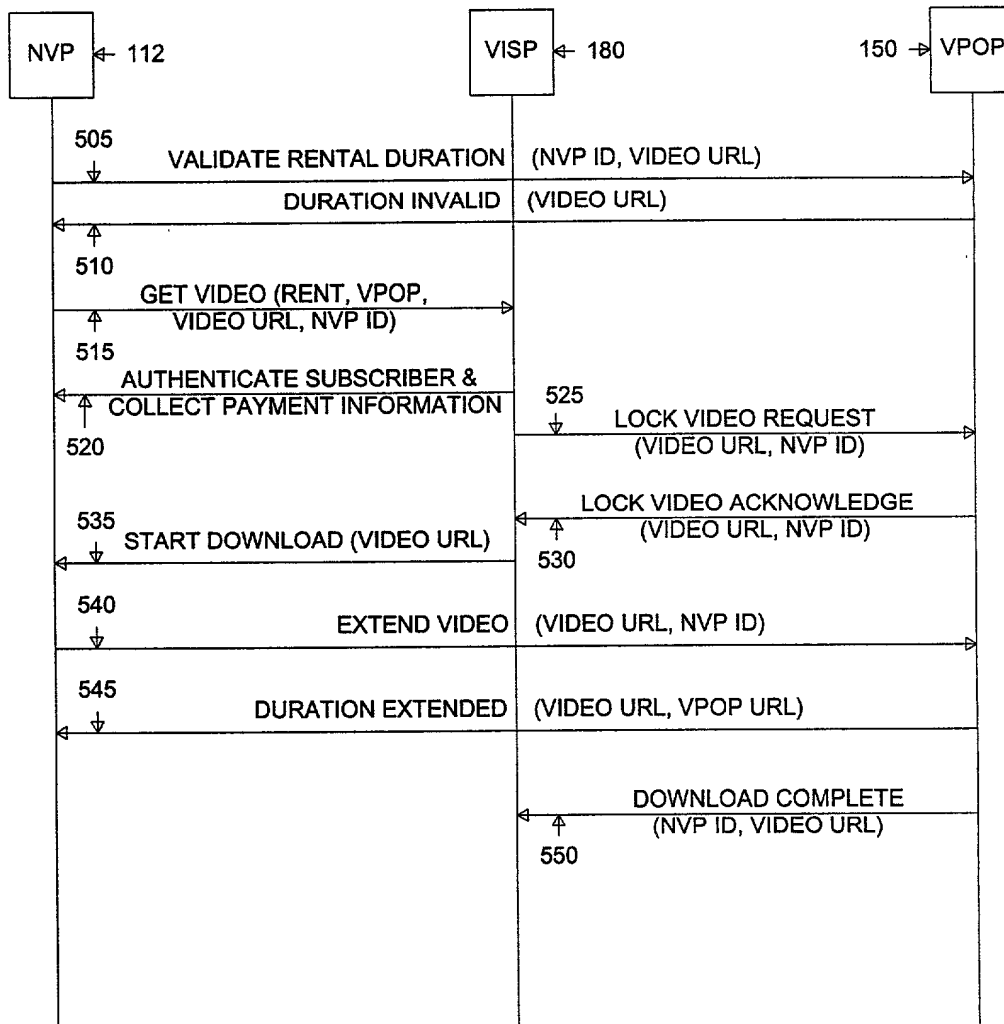 NVP 112 VISP 180 150 VPOP
505
VALIDATE RENTAL DURATION (NVP ID, VIDEO URL)
DURATION INVALID (VIDEO URL)
510
GET VIDEO (RENT, VPOP,
VIDEO URL, NVP ID)
515
AUTHENTICATE SUBSCRIBER &
COLLECT PAYMENT INFORMATION
520
525
LOCK VIDEO REQUEST
(VIDEO URL, NVP ID)
LOCK VIDEO ACKNOWLEDGE
(VIDEO URL, NVP ID)
530
535
START DOWNLOAD (VIDEO URL)
540
EXTEND VIDEO (VIDEO URL, NVP ID)
545
DURATION EXTENDED (VIDEO URL, VPOP URL)
DOWNLOAD COMPLETE
(NVP ID, VIDEO URL)
550